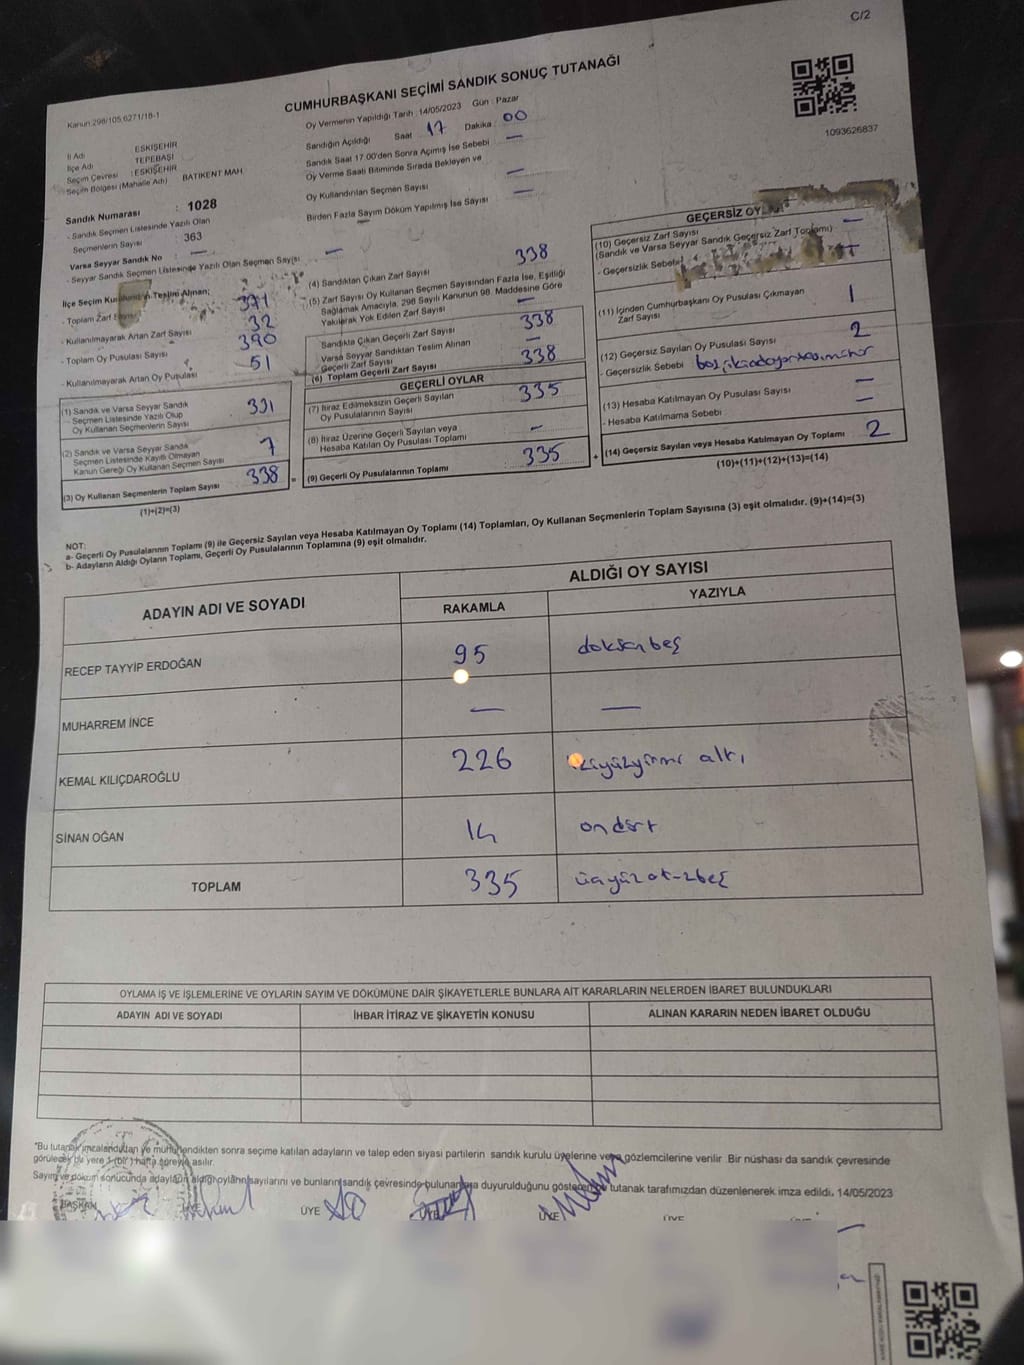 C/2
CUMHURBAŞKANI SEÇİMİ SANDIK SONUÇ TUTANAĞI
Kanun 298/105,6271/18-1
1093626837
İl Adı ESKİŞEHİR
İlçe Adı TEPEBAŞI
Seçim Çevresi : ESKİŞEHİR
Seçim Bölgesi (Mahalle Adı) BATIKENT MAH
Sandık Numarası : 1028
- Sandık Seçmen Listesinde Yazılı Olan
Seçmenlerin Sayısı : 363
Varsa Seyyar Sandık No —
- Seyyar Sandık Seçmen Listesinde Yazılı Olan Seçmen Sayısı —
Oy Vermenin Yapıldığı Tarih : 14/05/2023 Gün : Pazar
Sandığın Açıldığı Saat 17 Dakika : 00
Sandık Saat 17.00'den Sonra Açımış İse Sebebi —
Oy Verme Saati Bitiminde Sırada Bekleyen ve
Oy Kullandırılan Seçmen Sayısı —
Birden Fazla Sayım Döküm Yapılmış İse Sayısı —
İlçe Seçim Teslim Alınan;
- Toplam Zarf 371
- Kullanılmayarak Artan Zarf Sayısı 32
- Toplam Oy Pusulası Sayısı 390
- Kullanılmayarak Artan Oy Pusulası 51
(1) Sandık ve Varsa Seyyar Sandık
Seçmen Listesinde Yazılı Olup
Oy Kullanan Seçmenlerin Sayısı 331
(2) Sandık ve Varsa Seyyar Sandık
Seçmen Listesinde Kayıtlı Olmayan
Kanun Gereği Oy Kullanan Seçmen Sayısı 7
(3) Oy Kullanan Seçmenlerin Toplam Sayısı 338
(1)+(2)=(3)
(4) Sandıktan Çıkan Zarf Sayısı 338
(5) Zarf Sayısı Oy Kullanan Seçmen Sayısından Fazla İse, Eşitliği
Sağlamak Amacıyla, 298 Sayılı Kanunun 98. Maddesine Göre
Yakılarak Yok Edilen Zarf Sayısı —
Sandıkta Çıkan Geçerli Zarf Sayısı 338
Varsa Seyyar Sandıktan Teslim Alınan
Geçerli Zarf Sayısı —
(6) Toplam Geçerli Zarf Sayısı 338
GEÇERLİ OYLAR
(7) İtiraz Edilmeksizin Geçerli Sayılan
Oy Pusulalarının Sayısı 335
(8) İtiraz Üzerine Geçerli Sayılan veya
Hesaba Katılan Oy Pusulası Toplamı —
(9) Geçerli Oy Pusulalarının Toplamı 335
GEÇERSİZ
(10) Geçersiz Zarf Sayısı —
(Sandık ve Varsa Seyyar Sandık Geçersiz Zarf Toplamı)
- Geçersizlik Sebebi
(11) İçinden Cumhurbaşkanı Oy Pusulası Çıkmayan
Zarf Sayısı 1
(12) Geçersiz Sayılan Oy Pusulası Sayısı 2
- Geçersizlik Sebebi
(13) Hesaba Katılmayan Oy Pusulası Sayısı —
- Hesaba Katılmama Sebebi —
+ (14) Geçersiz Sayılan veya Hesaba Katılmayan Oy Toplamı 2
(10)+(11)+(12)+(13)=(14)
NOT:
a- Geçerli Oy Pusulalarının Toplamı (9) ile Geçersiz Sayılan veya Hesaba Katılmayan Oy Toplamı (14) Toplamları, Oy Kullanan Seçmenlerin Toplam Sayısına (3) eşit olmalıdır. (9)+(14)=(3)
b- Adayların Aldığı Oyların Toplamı, Geçerli Oy Pusulalarının Toplamına (9) eşit olmalıdır.
ADAYIN ADI VE SOYADI
ALDIĞI OY SAYISI
RAKAMLA YAZIYLA
RECEP TAYYİP ERDOĞAN 95 doksanbeş
MUHARREM İNCE — —
KEMAL KILIÇDAROĞLU 226 ikiyüzyirmi altı
SİNAN OĞAN 14 ondört
TOPLAM 335 üçyüz otuzbeş
OYLAMA İŞ VE İŞLEMLERİNE VE OYLARIN SAYIM VE DÖKÜMÜNE DAİR ŞİKAYETLERLE BUNLARA AİT KARARLARIN NELERDEN İBARET BULUNDUKLARI
ADAYIN ADI VE SOYADI İHBAR İTİRAZ VE ŞİKAYETİN KONUSU ALINAN KARARIN NEDEN İBARET OLDUĞU
*Bu tutanak imzalandıktan ve mühürlendikten sonra seçime katılan adayların ve talep eden siyasi partilerin sandık kurulu üyelerine veya gözlemcilerine verilir. Bir nüshası da sandık çevresinde
görülecek bir yere 1 (bir) hafta süreyle asılır.
Sayım ve döküm sonucunda adayların aldığı oyların sayılarını ve bunların sandık çevresinde bulunanlara duyurulduğunu gösteren bu tutanak tarafımızdan düzenlenerek imza edildi. 14/05/2023
BAŞKAN ÜYE ÜYE ÜYE ÜYE ÜYE